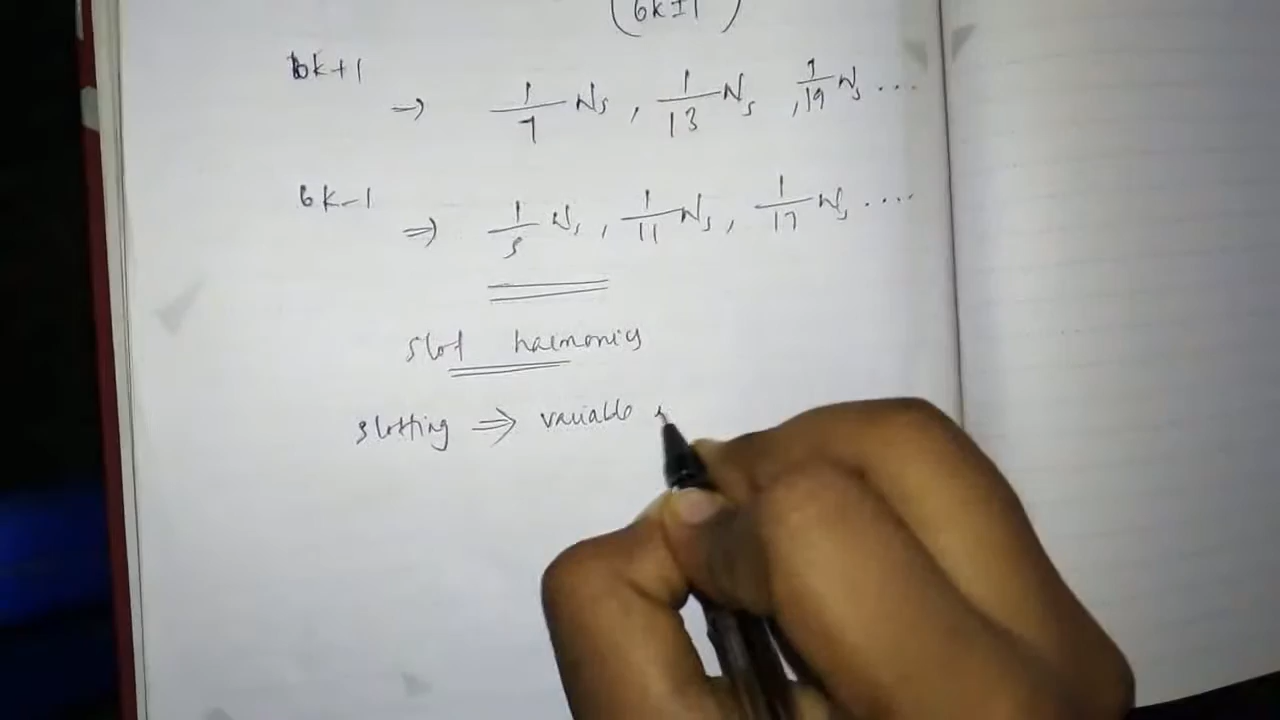 (6k±1)
6k+1
⇒ 1/7 Ns, 1/13 Ns, 1/19 Ns ...
6k-1
⇒ 1/5 Ns, 1/11 Ns, 1/17 Ns ....
slot harmonics
slotting ⇒ variable